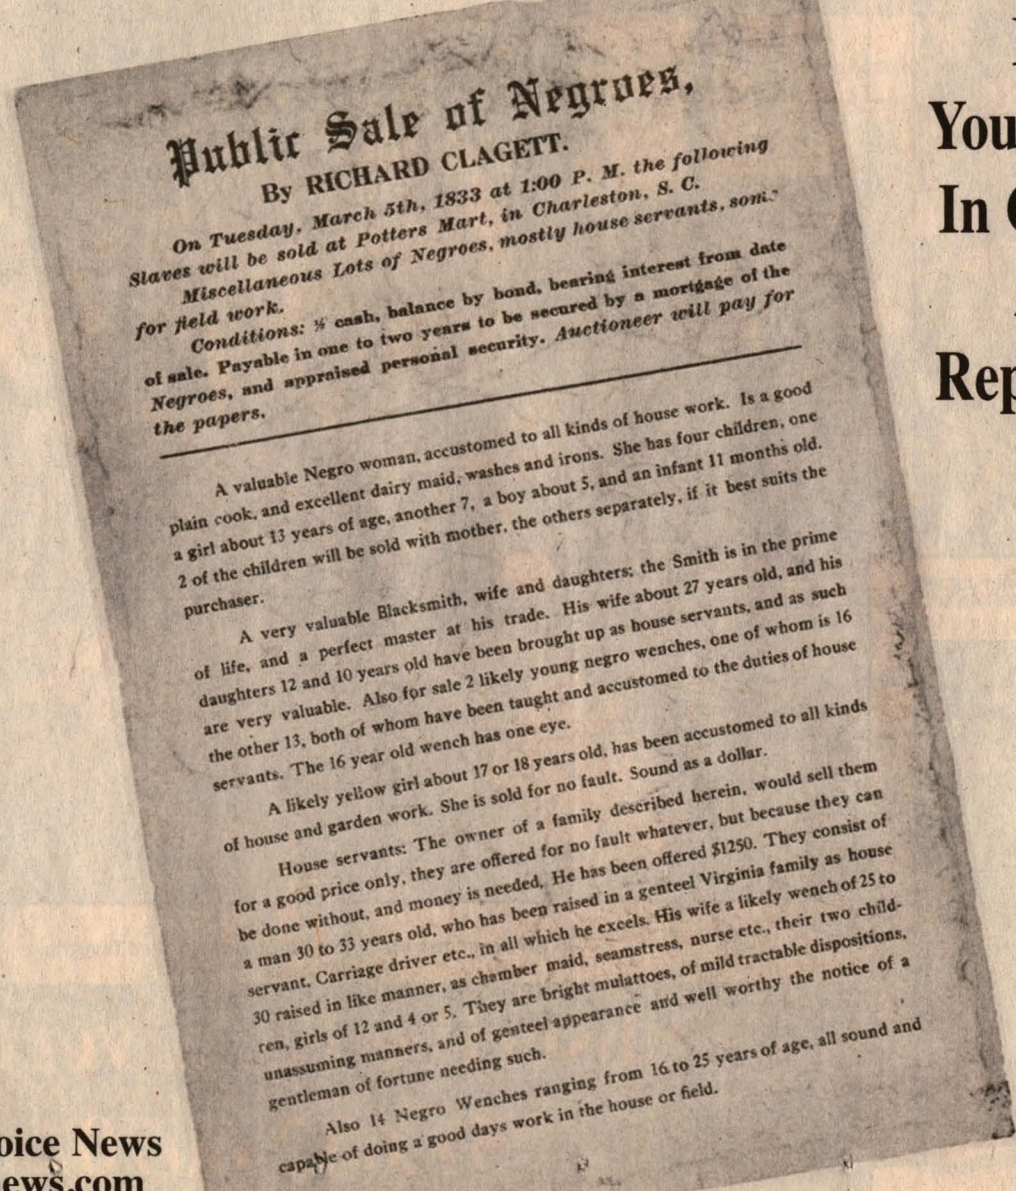 Public Sale of Negroes,
By RICHARD CLAGETT.
On Tuesday, March 5th, 1833 at 1:00 P. M. the following
Slaves will be sold at Potters Mart, in Charleston, S. C.
Miscellaneous Lots of Negroes, mostly house servants, some
for field work.
Conditions: ½ cash, balance by bond, bearing interest from date
of sale. Payable in one to two years to be secured by a mortgage of the
Negroes, and appraised personal security. Auctioneer will pay for
the papers.
A valuable Negro woman, accustomed to all kinds of house work. Is a good
plain cook, and excellent dairy maid, washes and irons. She has four children, one
a girl about 13 years of age, another 7, a boy about 5, and an infant 11 months old.
2 of the children will be sold with mother, the others separately, if it best suits the
purchaser.
A very valuable Blacksmith, wife and daughters; the Smith is in the prime
of life, and a perfect master at his trade. His wife about 27 years old, and his
daughters 12 and 10 years old have been brought up as house servants, and as such
are very valuable. Also for sale 2 likely young negro wenches, one of whom is 16
the other 13, both of whom have been taught and accustomed to the duties of house
servants. The 16 year old wench has one eye.
A likely yellow girl about 17 or 18 years old, has been accustomed to all kinds
of house and garden work. She is sold for no fault. Sound as a dollar.
House servants: The owner of a family described herein, would sell them
for a good price only, they are offered for no fault whatever, but because they can
be done without, and money is needed. He has been offered $1250. They consist of
a man 30 to 33 years old, who has been raised in a genteel Virginia family as house
servant, Carriage driver etc., in all which he excels. His wife a likely wench of 25 to
30 raised in like manner, as chamber maid, seamstress, nurse etc., their two child-
ren, girls of 12 and 4 or 5. They are bright mulattoes, of mild tractable dispositions,
unassuming manners, and of genteel appearance and well worthy the notice of a
gentleman of fortune needing such.
Also 14 Negro Wenches ranging from 16 to 25 years of age, all sound and
capable of doing a good days work in the house or field.
You
In
Rep
oice News
ews.com